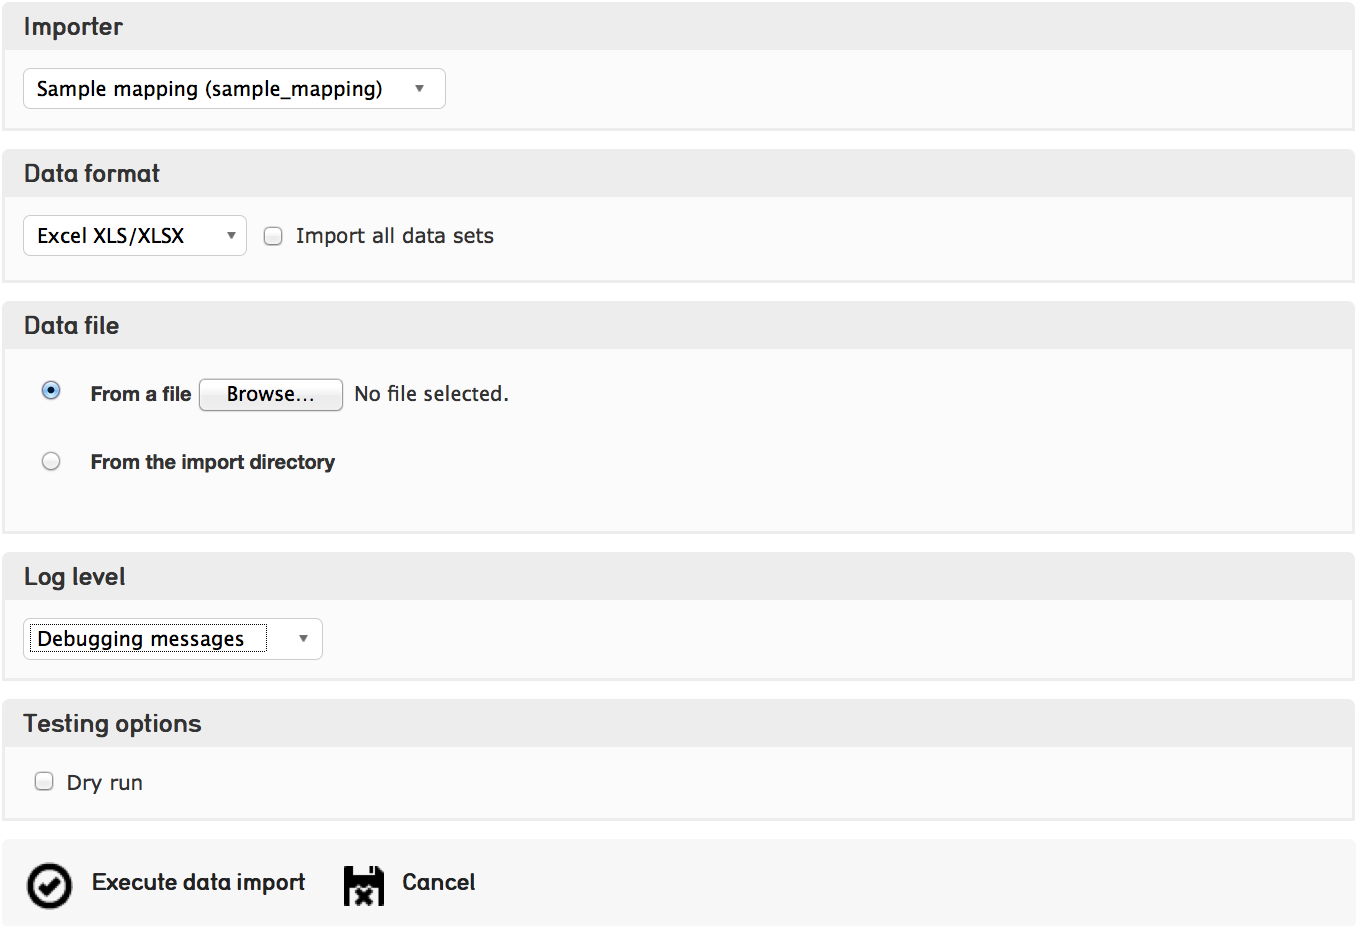 Importer
Sample mapping (sample_mapping)
Data format
Excel XLS/XLSX Import all data sets
Data file
From a file Browse... No file selected.
From the import directory
Log level
Debugging messages
Testing options
Dry run
Execute data import Cancel